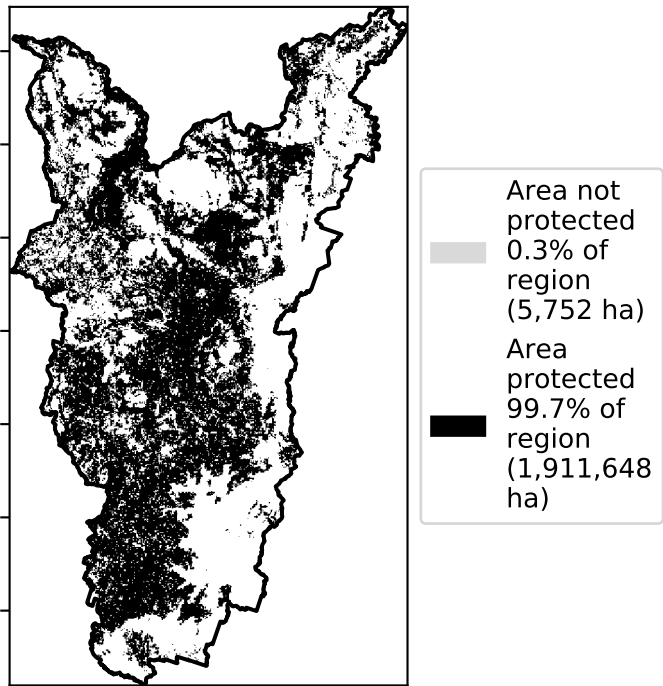 Area not
protected
0.3% of
region
(5,752 ha)
Area
protected
99.7% of
region
(1,911,648
ha)